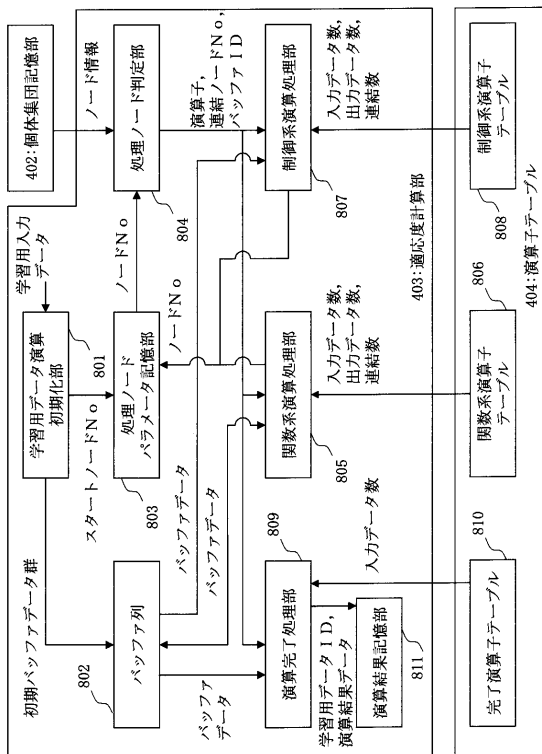 402:個体集団記憶部
ノード情報
学習用入力
データ
801
学習用データ演算
初期化部
初期バッファデータ群
スタートノードNo
ノードNo
804
処理ノード判定部
803
処理ノード
パラメータ記憶部
802
バッファ列
演算子,
連結ノードNo,
バッファID
ノードNo
バッファデータ
バッファデータ
バッファ
データ
807
制御系演算処理部
805
関数系演算処理部
809
演算完了処理部
入力データ数,
出力データ数,
連結数
入力データ数,
出力データ数,
連結数
入力データ数
学習用データID,
演算結果データ
演算結果記憶部
811
403:適応度計算部
808
制御系演算子
テーブル
806
関数系演算子
テーブル
810
完了演算子テーブル
404:演算子テーブル